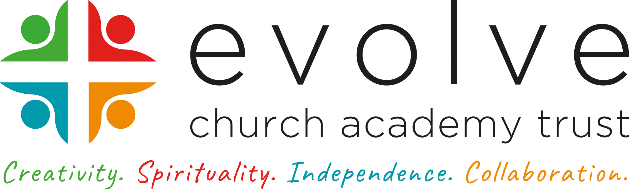 evolve
church academy trust
Creativity. Spirituality. Independence. Collaboration.